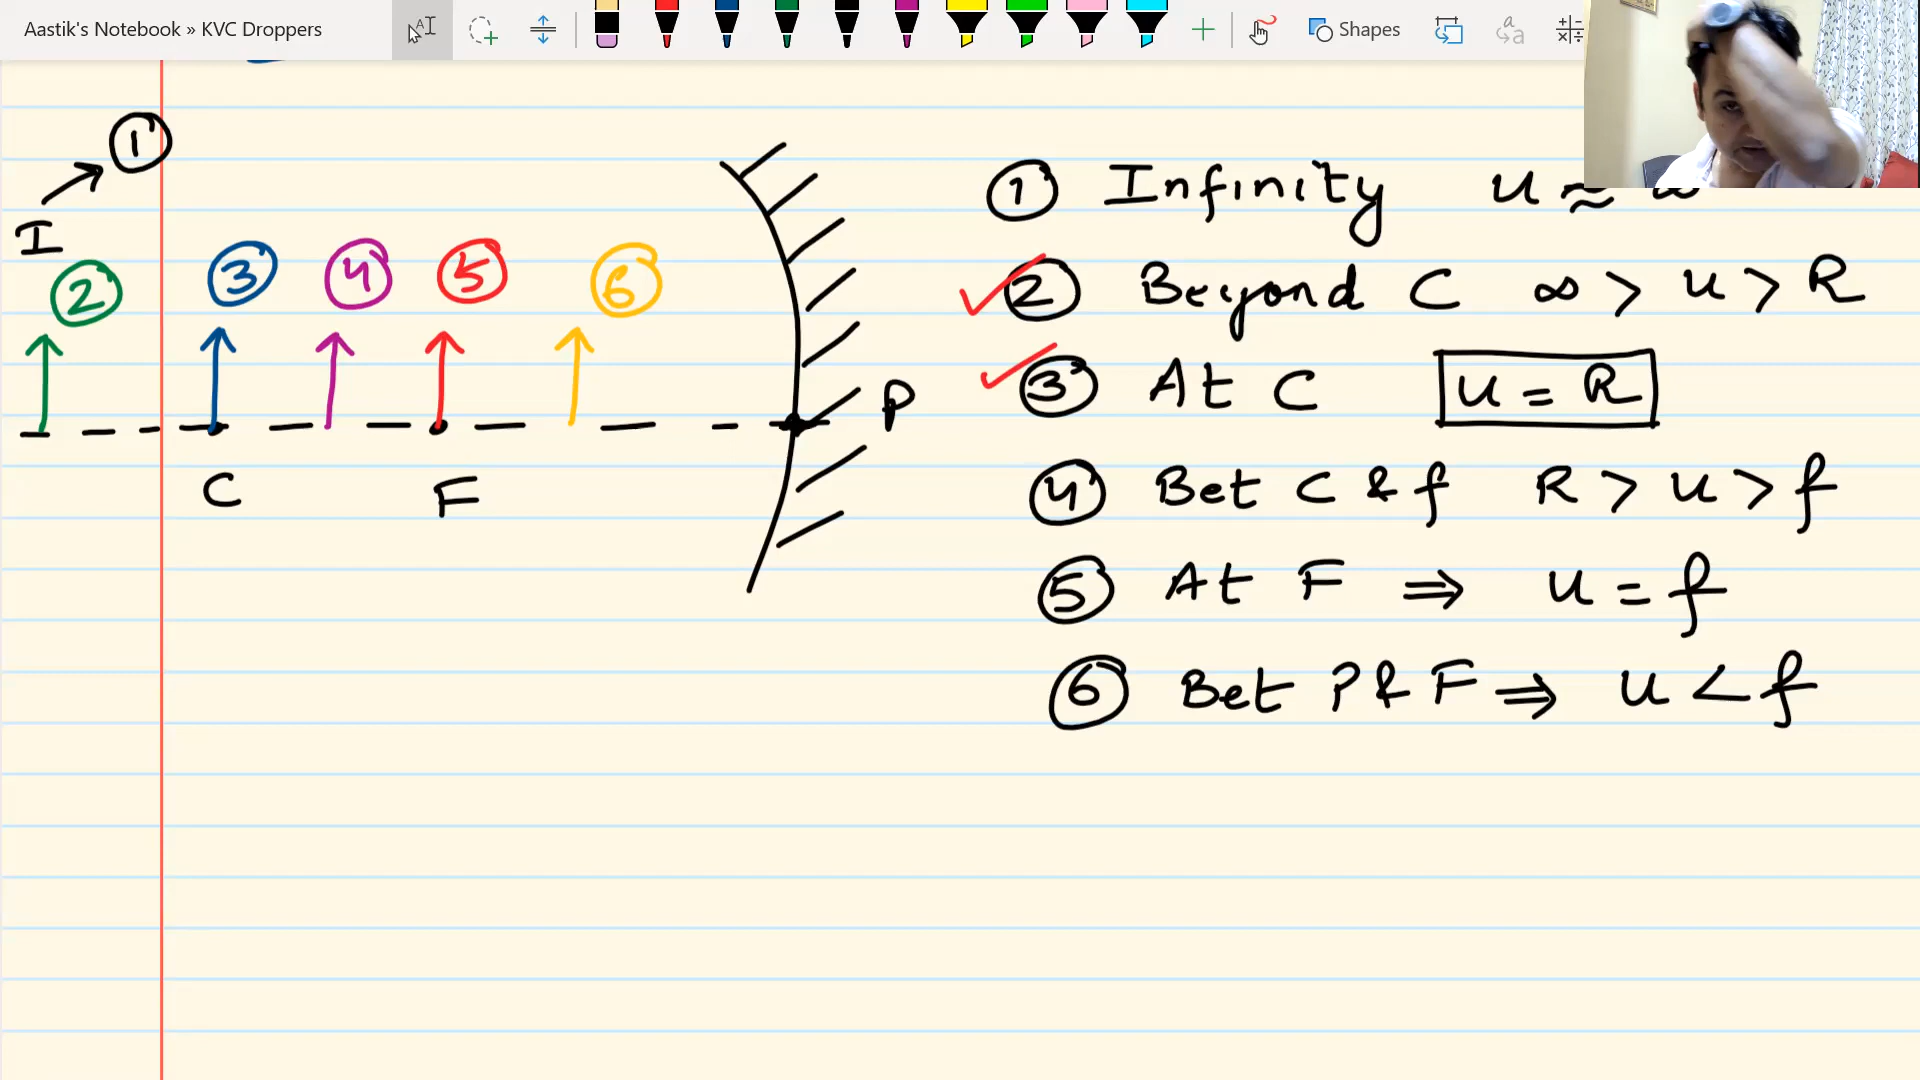 Aastik's Notebook » KVC Droppers
Shapes
① Infinity u ≈ ∞
② Beyond C ∞ > u > R
③ At C u = R
④ Bet C & f R > u > f
⑤ At F ⇒ u = f
⑥ Bet P & F ⇒ u < f
①
I
② ③ ④ ⑤ ⑥
P
C F